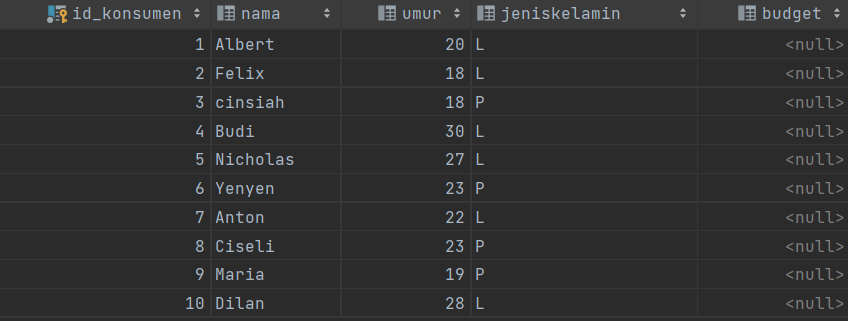 id_konsumen nama umur jeniskelamin budget
1 Albert 20 L <null>
2 Felix 18 L <null>
3 cinsiah 18 P <null>
4 Budi 30 L <null>
5 Nicholas 27 L <null>
6 Yenyen 23 P <null>
7 Anton 22 L <null>
8 Ciseli 23 P <null>
9 Maria 19 P <null>
10 Dilan 28 L <null>